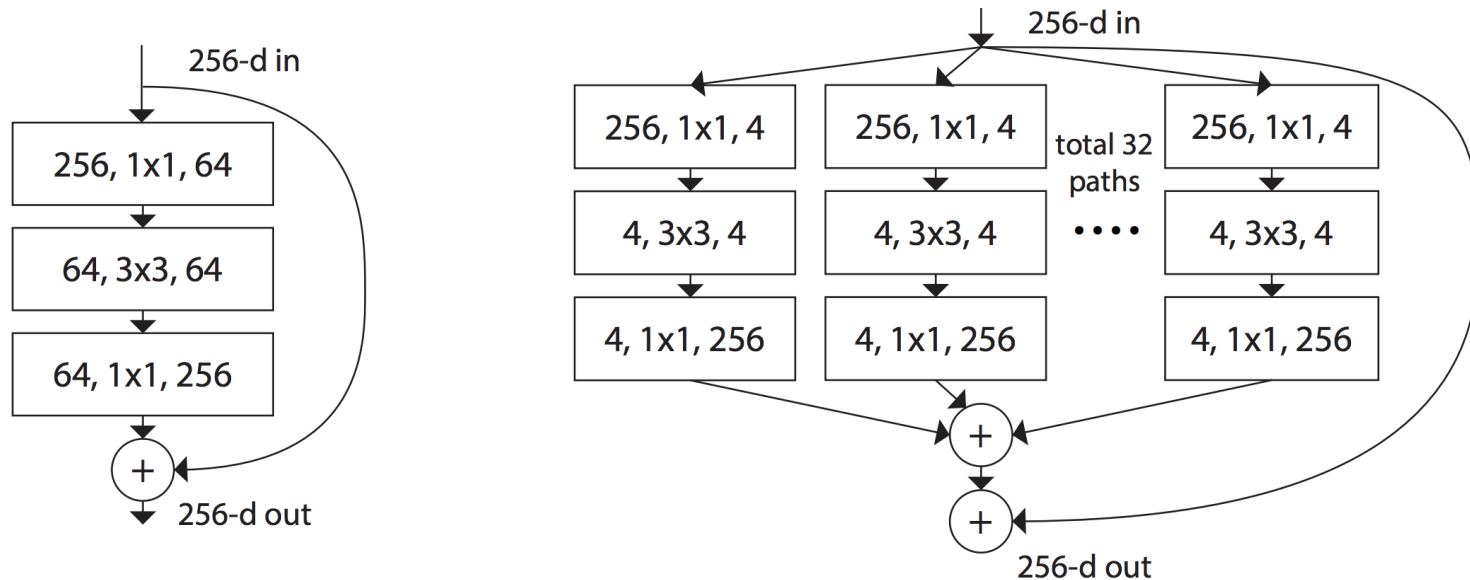 256-d in
256, 1x1, 64
64, 3x3, 64
64, 1x1, 256
+
256-d out
256-d in
256, 1x1, 4
256, 1x1, 4
total 32
paths
256, 1x1, 4
4, 3x3, 4
4, 3x3, 4
....
4, 3x3, 4
4, 1x1, 256
4, 1x1, 256
4, 1x1, 256
+
+
256-d out